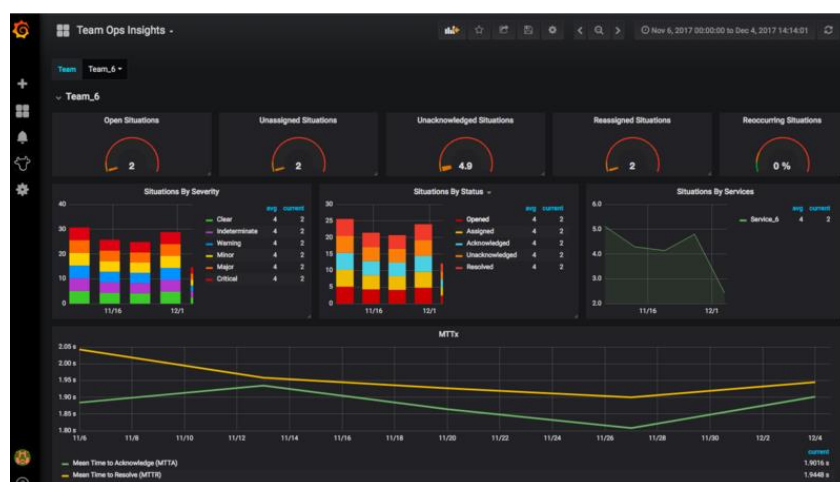 Team Ops Insights
Nov 6, 2017 00:00:00 to Dec 4, 2017 14:14:01
Team Team_6
Team_6
Open Situations
2
Unassigned Situations
2
Unacknowledged Situations
4.9
Reassigned Situations
2
Reoccurring Situations
0 %
Situations By Severity
40
30
20
10
0
11/16 12/1
avg current
Clear 4 2
Indeterminate 4 2
Warning 4 2
Minor 4 2
Major 4 2
Critical 4 2
Situations By Status
30
25
20
15
10
5
0
11/16 12/1
avg current
Opened 4 2
Assigned 4 2
Acknowledged 4 2
Unacknowledged 4 2
Resolved 4 2
Situations By Services
6.0
5.0
4.0
3.0
2.0
11/16 12/1
avg current
Service_6 4 2
MTTx
2.05 s
2.00 s
1.95 s
1.90 s
1.85 s
1.80 s
11/6 11/8 11/10 11/12 11/14 11/16 11/18 11/20 11/22 11/24 11/26 11/28 11/30 12/2 12/4
current
Mean Time to Acknowledge (MTTA) 1.9016 s
Mean Time to Resolve (MTTR) 1.9448 s